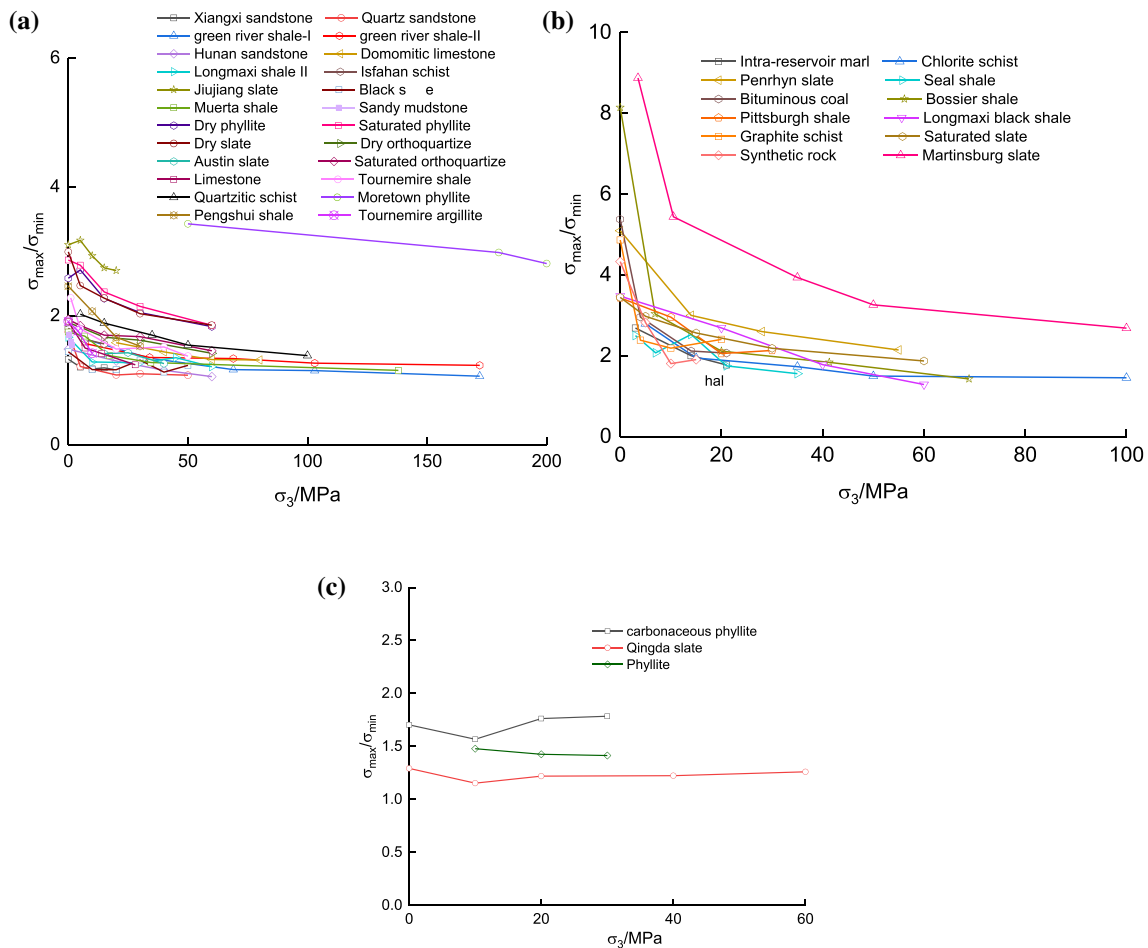 (a)
Xiangxi sandstone Quartz sandstone
green river shale-I green river shale-II
Hunan sandstone Domomitic limestone
Longmaxi shale II Isfahan schist
Jiujiang slate Black s e
Muerta shale Sandy mudstone
Dry phyllite Saturated phyllite
Dry slate Dry orthoquartize
Austin slate Saturated orthoquartize
Limestone Tournemire shale
Quartzitic schist Moretown phyllite
Pengshui shale Tournemire argillite
6
4
2
0
σmax/σmin
0 50 100 150 200
σ3/MPa
(b)
Intra-reservoir marl Chlorite schist
Penrhyn slate Seal shale
Bituminous coal Bossier shale
Pittsburgh shale Longmaxi black shale
Graphite schist Saturated slate
Synthetic rock Martinsburg slate
10
8
6
4
2
0
σmax/σmin
hal
0 20 40 60 80 100
σ3/MPa
(c)
carbonaceous phyllite
Qingda slate
Phyllite
3.0
2.5
2.0
1.5
1.0
0.5
0.0
σmax/σmin
0 20 40 60
σ3/MPa